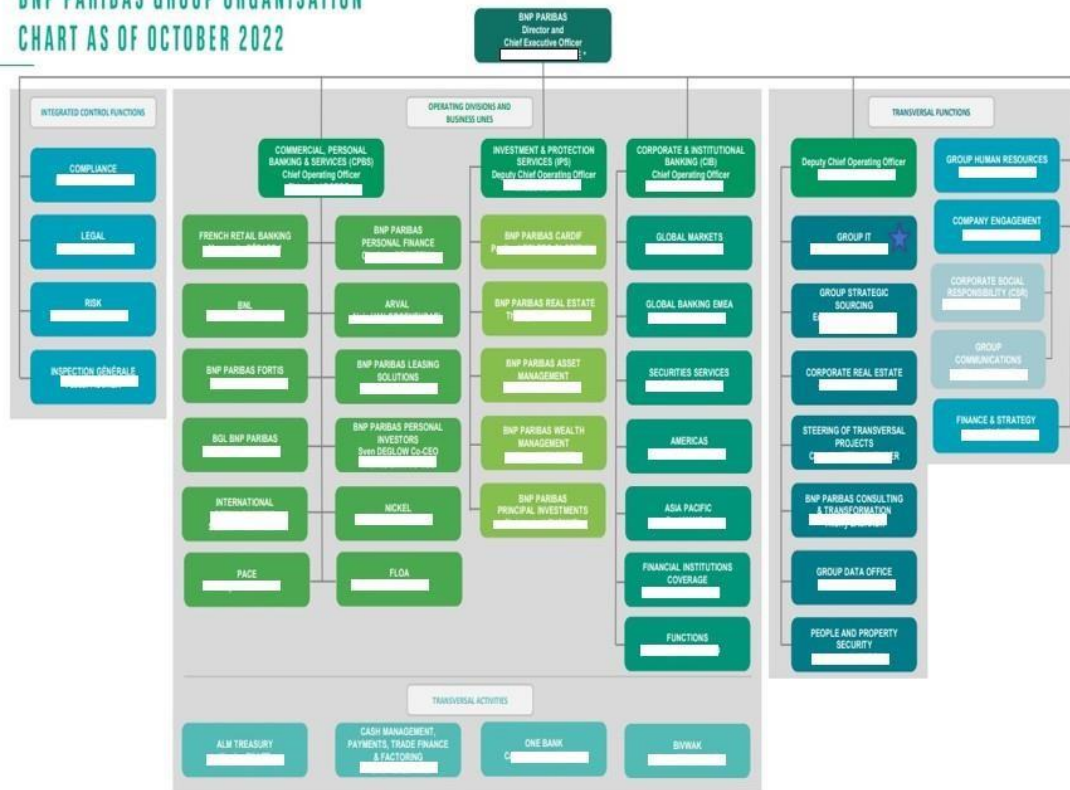 BNP PARIBAS GROUP ORGANISATION
CHART AS OF OCTOBER 2022
BNP PARIBAS
Director and
Chief Executive Officer
INTEGRATED CONTROL FUNCTIONS
COMPLIANCE
LEGAL
RISK
INSPECTION GÉNÉRALE
OPERATING DIVISIONS AND
BUSINESS LINES
COMMERCIAL, PERSONAL
BANKING & SERVICES (CPBS)
Chief Operating Officer
FRENCH RETAIL BANKING
BNL
BNP PARIBAS FORTIS
BGL BNP PARIBAS
INTERNATIONAL
PACE
BNP PARIBAS
PERSONAL FINANCE
ARVAL
BNP PARIBAS LEASING
SOLUTIONS
BNP PARIBAS PERSONAL
INVESTORS
Sven DEGLOW Co-CEO
NICKEL
FLOA
INVESTMENT & PROTECTION
SERVICES (IPS)
Deputy Chief Operating Officer
BNP PARIBAS CARDIF
BNP PARIBAS REAL ESTATE
BNP PARIBAS ASSET
MANAGEMENT
BNP PARIBAS WEALTH
MANAGEMENT
BNP PARIBAS
PRINCIPAL INVESTMENTS
CORPORATE & INSTITUTIONAL
BANKING (CIB)
Chief Operating Officer
GLOBAL MARKETS
GLOBAL BANKING EMEA
SECURITIES SERVICES
AMERICAS
ASIA PACIFIC
FINANCIAL INSTITUTIONS
COVERAGE
FUNCTIONS
TRANSVERSAL ACTIVITIES
ALM TREASURY
CASH MANAGEMENT,
PAYMENTS, TRADE FINANCE
& FACTORING
ONE BANK
BIVWAK
TRANSVERSAL FUNCTIONS
Deputy Chief Operating Officer
GROUP IT
GROUP STRATEGIC
SOURCING
CORPORATE REAL ESTATE
STEERING OF TRANSVERSAL
PROJECTS
BNP PARIBAS CONSULTING
& TRANSFORMATION
GROUP DATA OFFICE
PEOPLE AND PROPERTY
SECURITY
GROUP HUMAN RESOURCES
COMPANY ENGAGEMENT
CORPORATE SOCIAL
RESPONSIBILITY (CSR)
GROUP
COMMUNICATIONS
FINANCE & STRATEGY